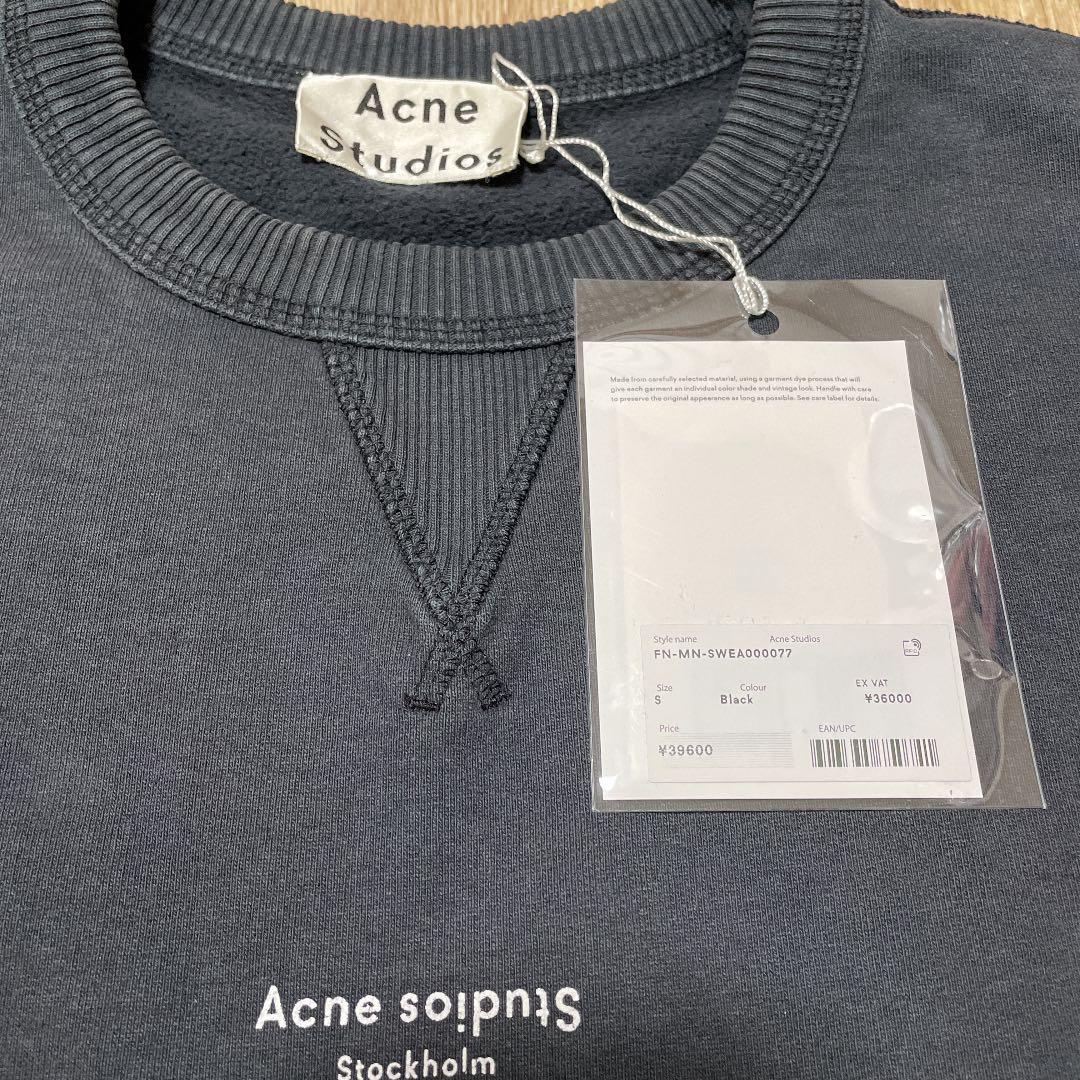 Acne
Studios
Made from carefully selected material, using a garment dye process that will
give each garment an individual color shade and vintage look. Handle with care
to preserve the original appearance as long as possible. See care label for details.
Style name Acne Studios
FN-MN-SWEA000077
RFID
Size Colour EX VAT
S Black ¥36000
Price EAN/UPC
¥39600
Acne Studios
Stockholm